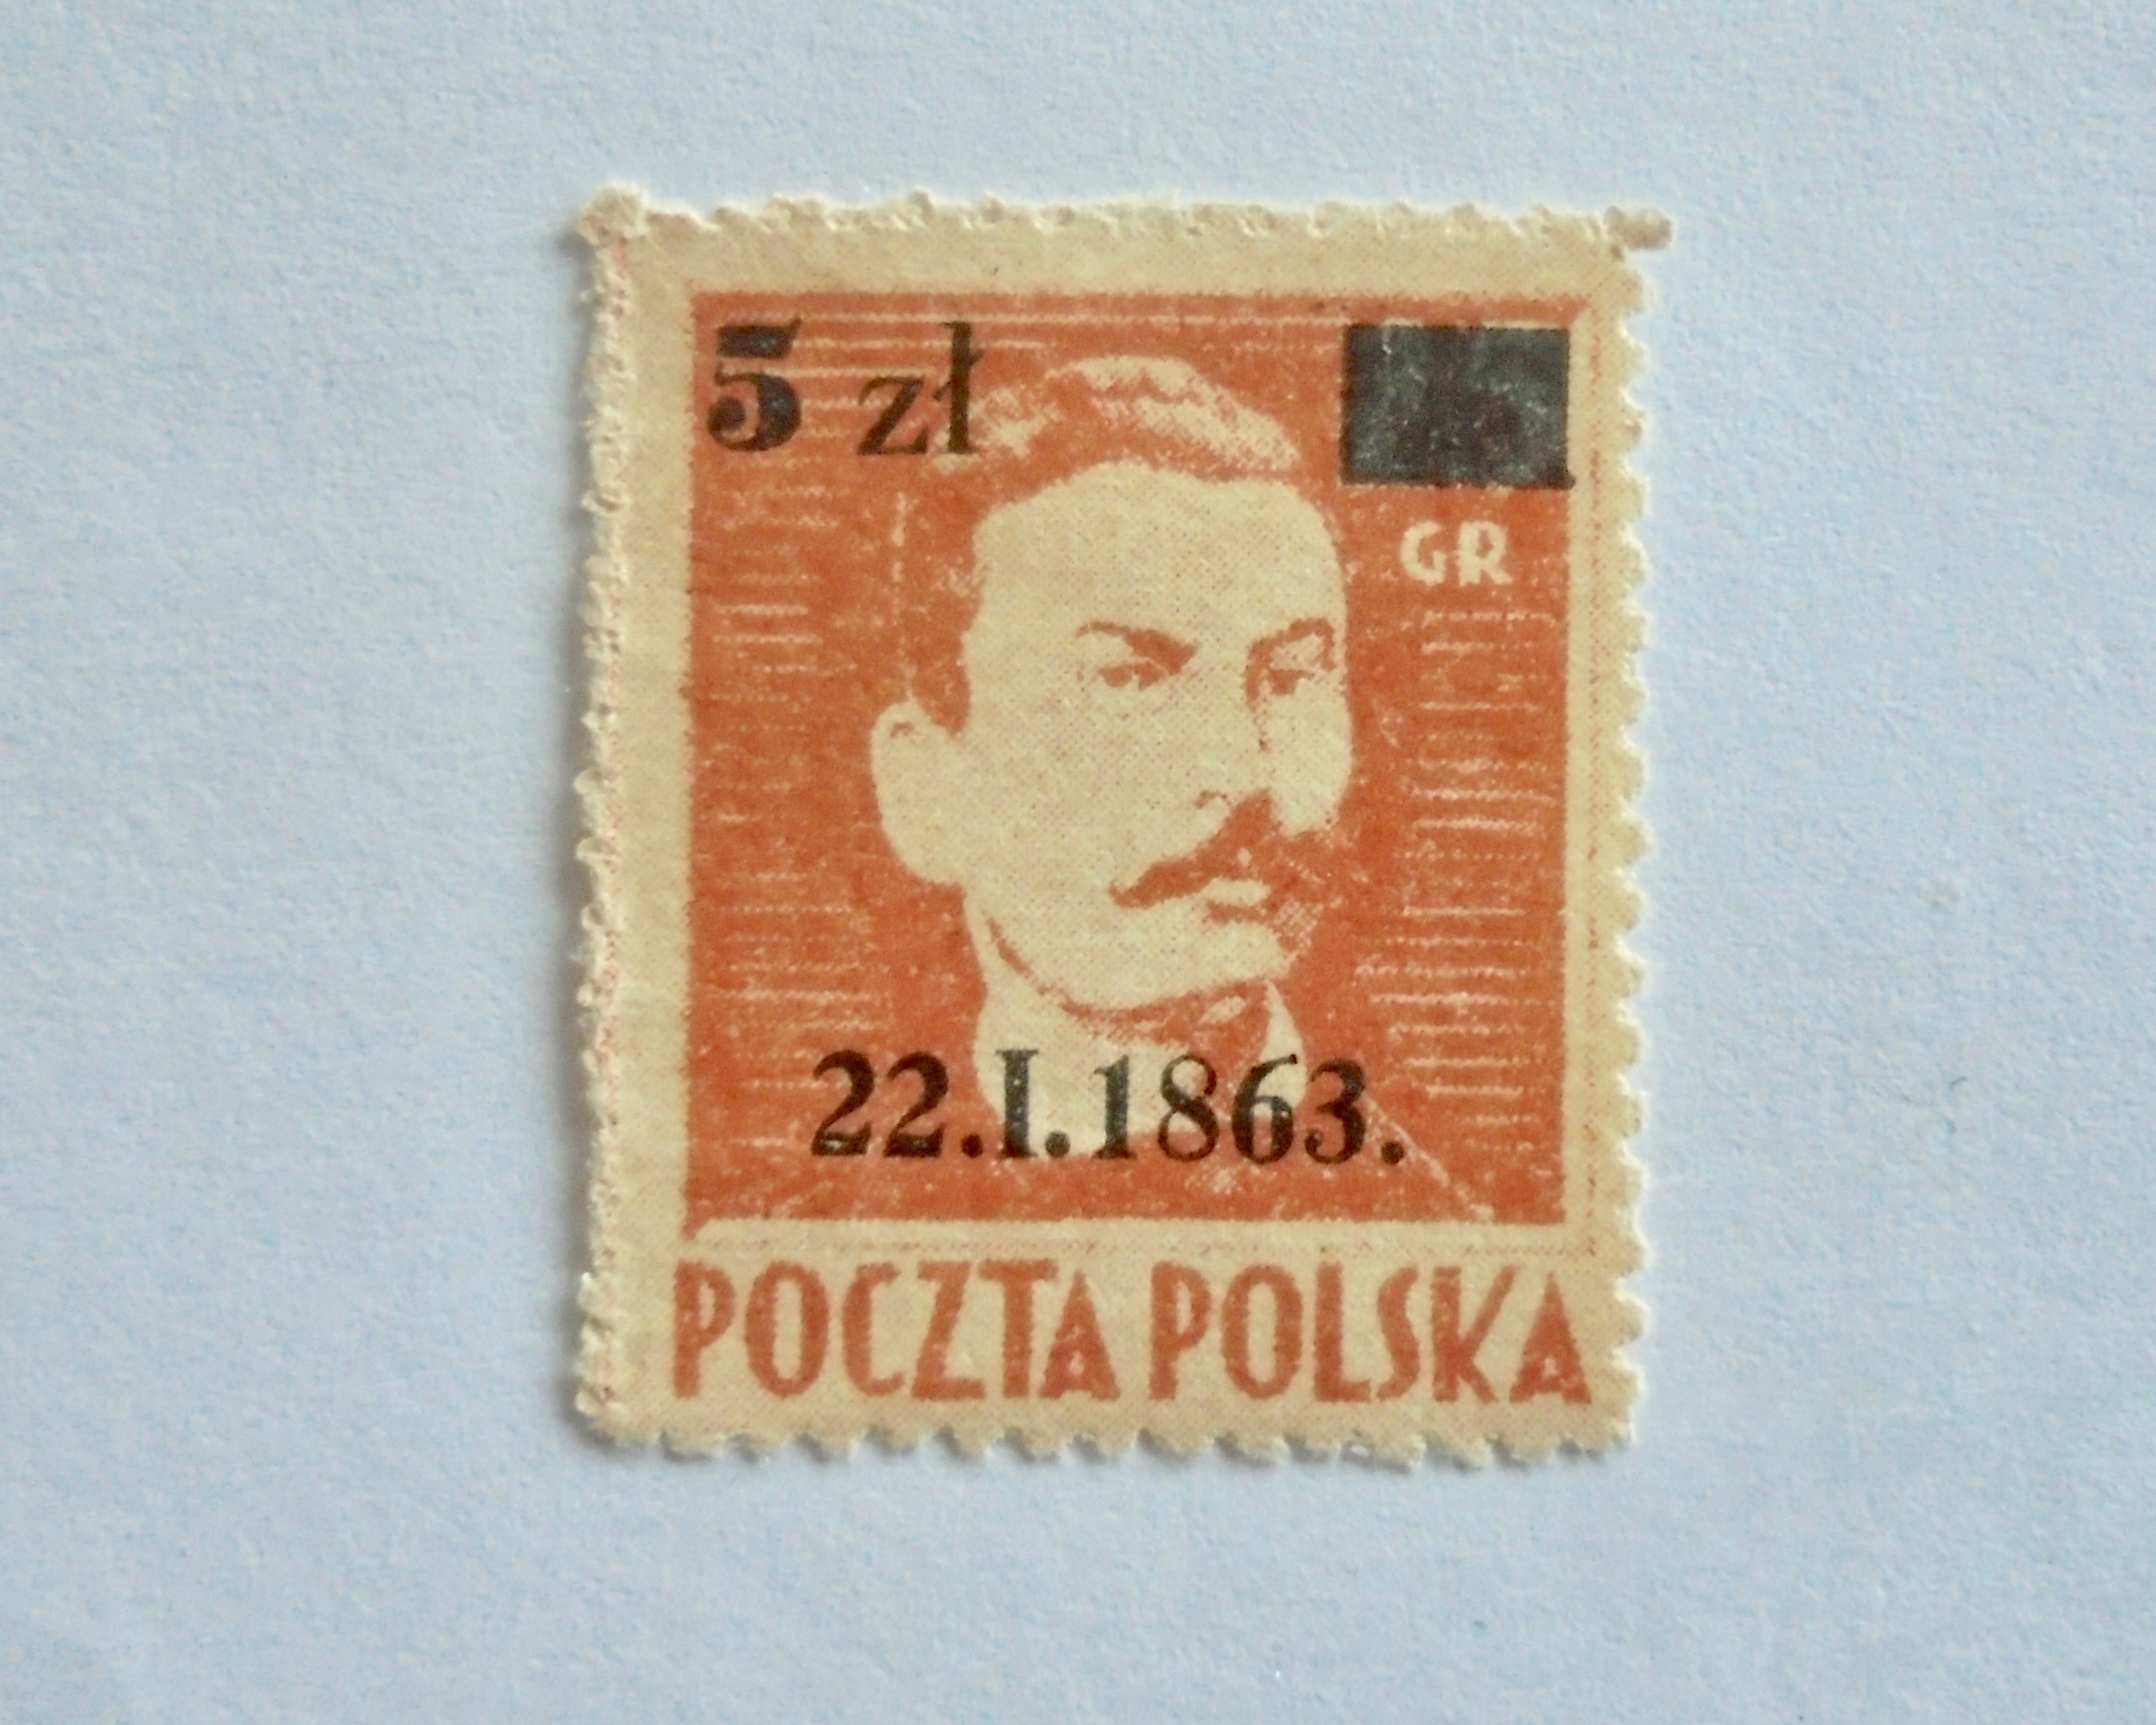 5 zł
GR
22.I.1863.
POCZTA POLSKA